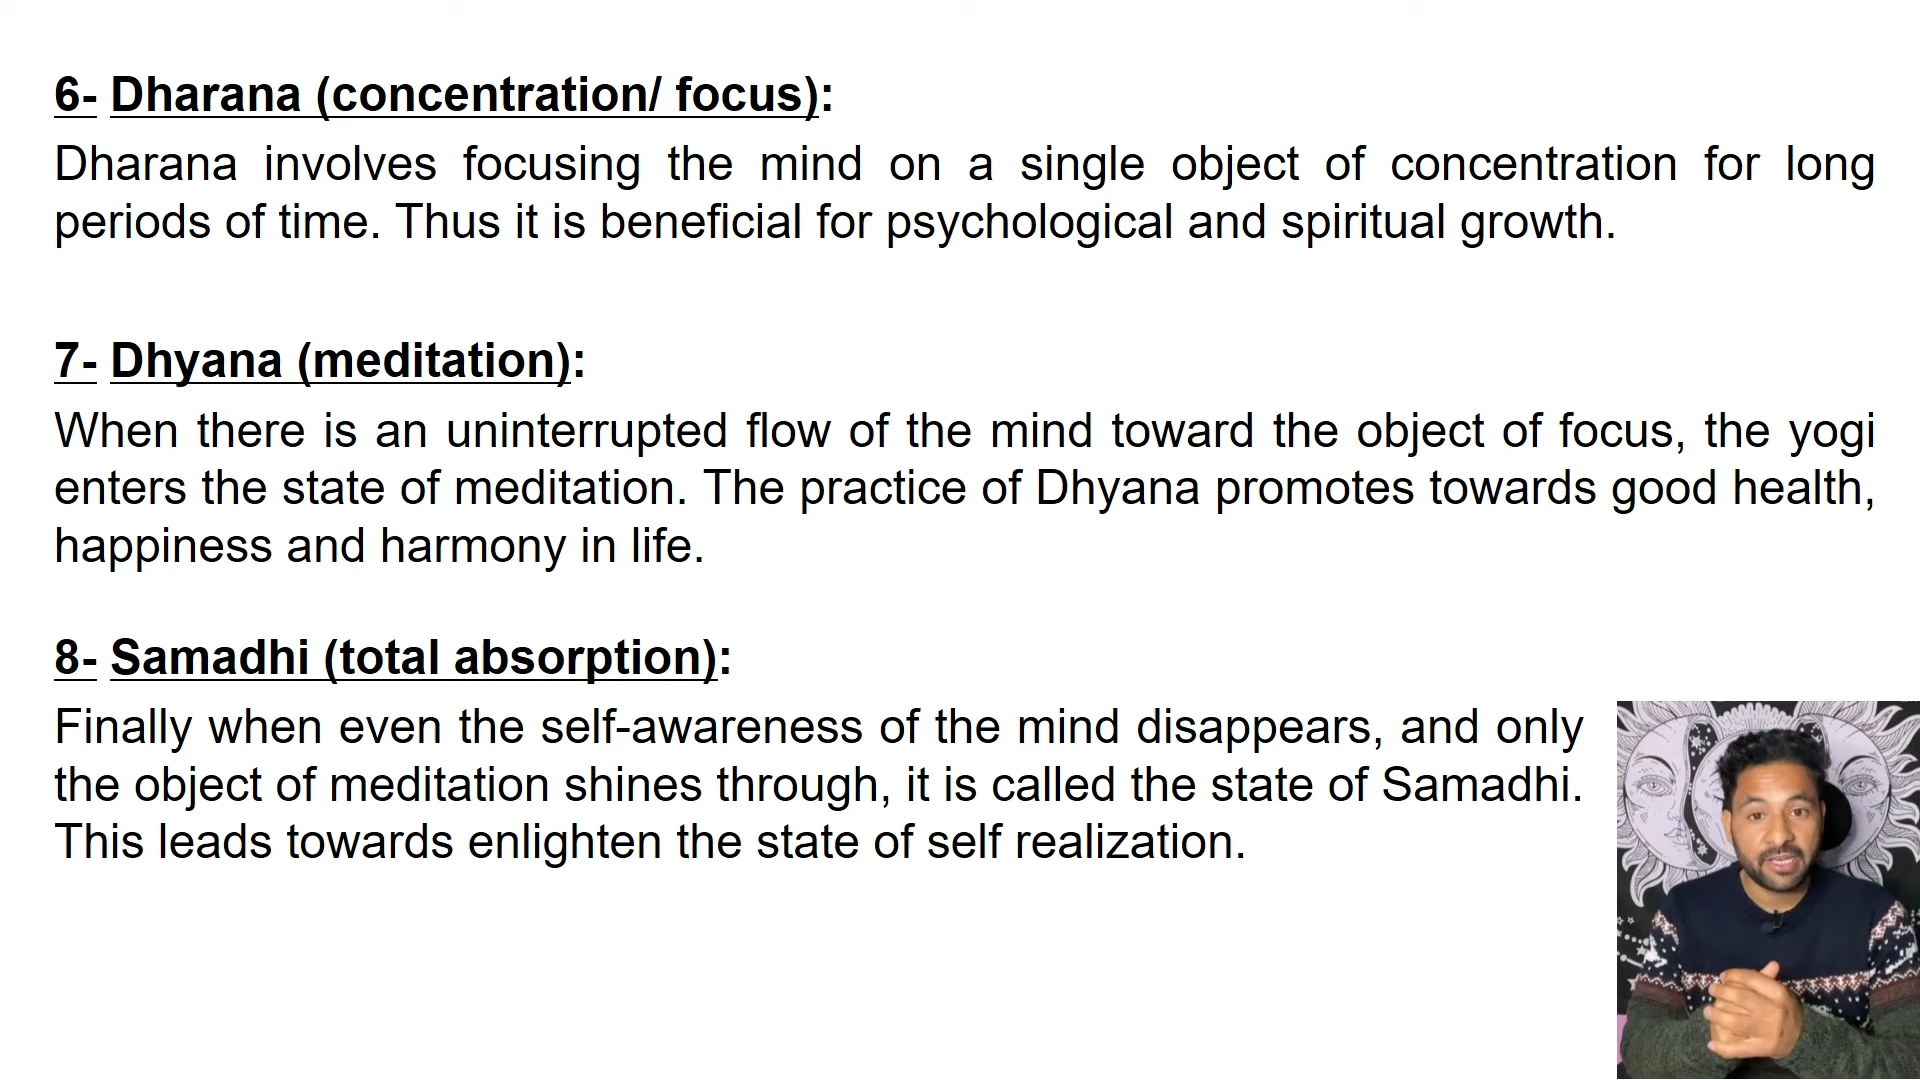 6- Dharana (concentration/ focus):
Dharana involves focusing the mind on a single object of concentration for long
periods of time. Thus it is beneficial for psychological and spiritual growth.
7- Dhyana (meditation):
When there is an uninterrupted flow of the mind toward the object of focus, the yogi
enters the state of meditation. The practice of Dhyana promotes towards good health,
happiness and harmony in life.
8- Samadhi (total absorption):
Finally when even the self-awareness of the mind disappears, and only
the object of meditation shines through, it is called the state of Samadhi.
This leads towards enlighten the state of self realization.